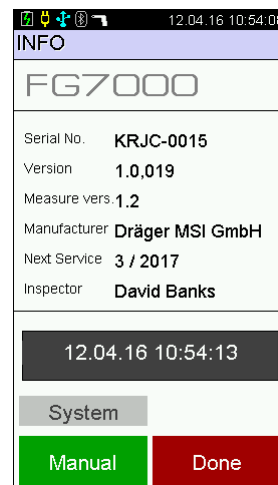 12.04.16 10:54:08
INFO
FG7000
Serial No. KRJC-0015
Version 1.0,019
Measure vers. 1.2
Manufacturer Dräger MSI GmbH
Next Service 3 / 2017
Inspector David Banks
12.04.16 10:54:13
System
Manual Done